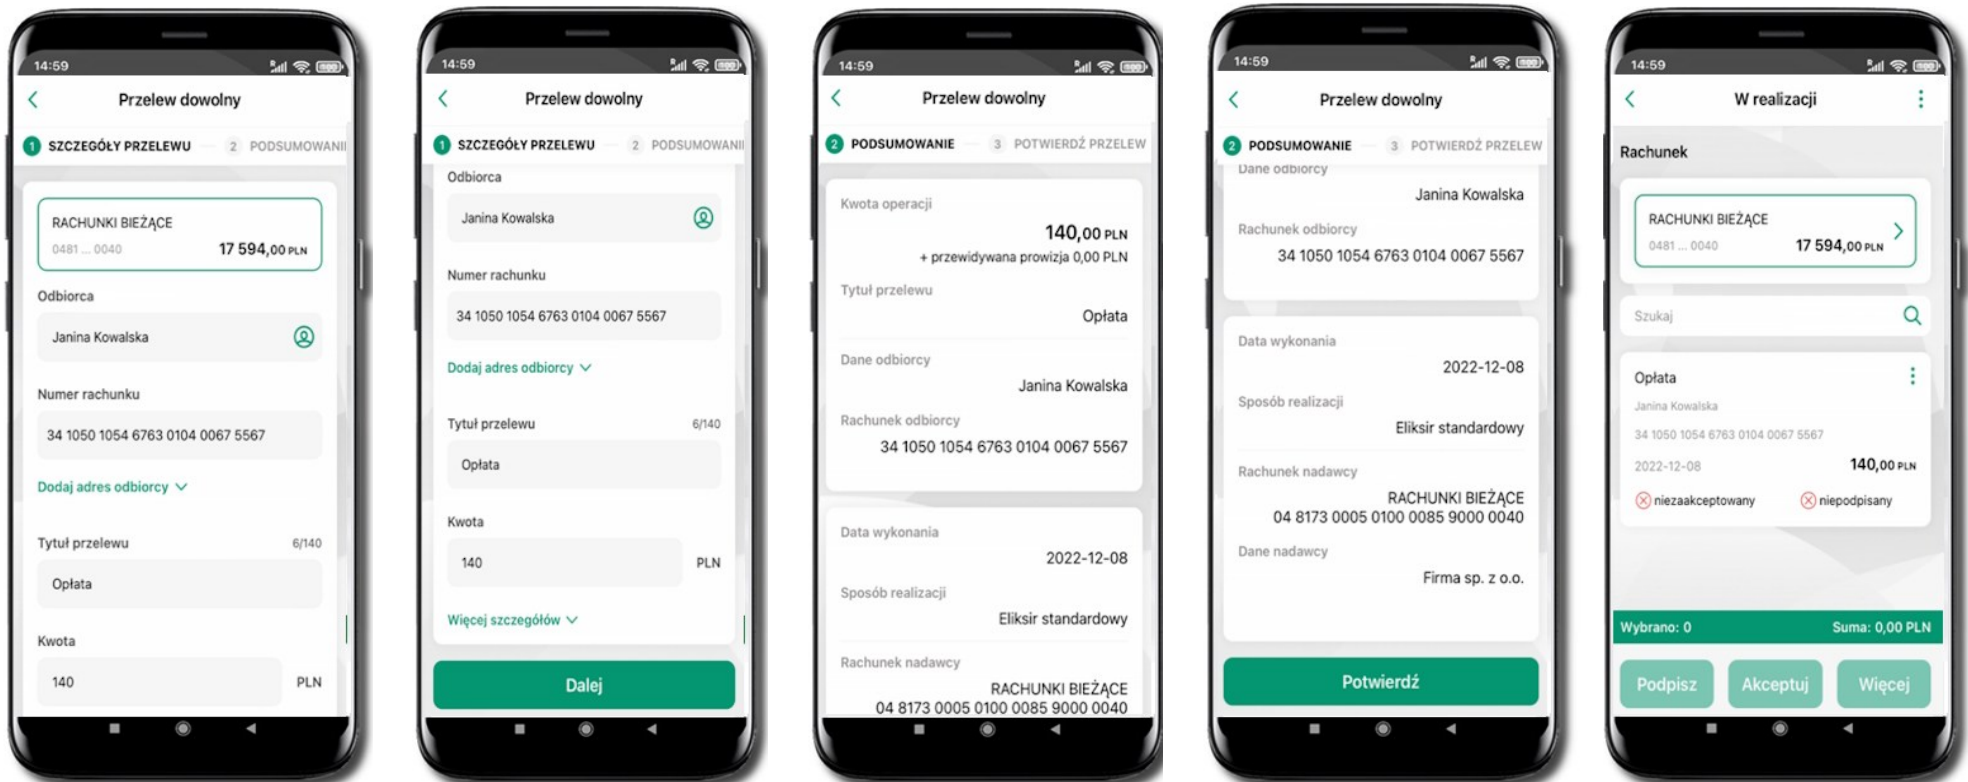 14:59
Przelew dowolny
1 SZCZEGÓŁY PRZELEWU 2 PODSUMOWANI
RACHUNKI BIEŻĄCE
0481 ... 0040 17 594,00 PLN
Odbiorca
Janina Kowalska
Numer rachunku
34 1050 1054 6763 0104 0067 5567
Dodaj adres odbiorcy
Tytuł przelewu 6/140
Opłata
Kwota
140 PLN
14:59
Przelew dowolny
1 SZCZEGÓŁY PRZELEWU 2 PODSUMOWANI
Odbiorca
Janina Kowalska
Numer rachunku
34 1050 1054 6763 0104 0067 5567
Dodaj adres odbiorcy
Tytuł przelewu 6/140
Opłata
Kwota
140 PLN
Więcej szczegółów
Dalej
14:59
Przelew dowolny
2 PODSUMOWANIE 3 POTWIERDŹ PRZELEW
Kwota operacji
140,00 PLN
+ przewidywana prowizja 0,00 PLN
Tytuł przelewu
Opłata
Dane odbiorcy
Janina Kowalska
Rachunek odbiorcy
34 1050 1054 6763 0104 0067 5567
Data wykonania
2022-12-08
Sposób realizacji
Eliksir standardowy
Rachunek nadawcy
RACHUNKI BIEŻĄCE
04 8173 0005 0100 0085 9000 0040
14:59
Przelew dowolny
2 PODSUMOWANIE 3 POTWIERDŹ PRZELEW
Dane odbiorcy
Janina Kowalska
Rachunek odbiorcy
34 1050 1054 6763 0104 0067 5567
Data wykonania
2022-12-08
Sposób realizacji
Eliksir standardowy
Rachunek nadawcy
RACHUNKI BIEŻĄCE
04 8173 0005 0100 0085 9000 0040
Dane nadawcy
Firma sp. z o.o.
Potwierdź
14:59
W realizacji
Rachunek
RACHUNKI BIEŻĄCE
0481 ... 0040 17 594,00 PLN
Szukaj
Opłata
Janina Kowalska
34 1050 1054 6763 0104 0067 5567
2022-12-08 140,00 PLN
niezaakceptowany niepodpisany
Wybrano: 0 Suma: 0,00 PLN
Podpisz Akceptuj Więcej